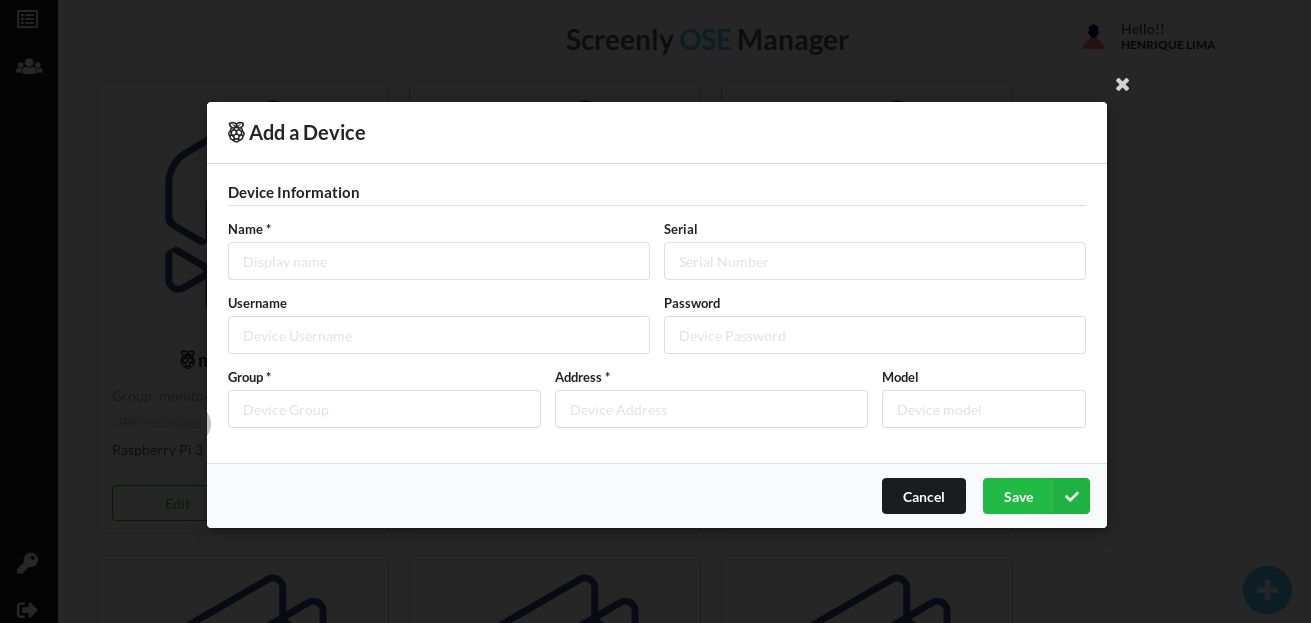 Screenly OSE Manager
Hello!!
HENRIQUE LIMA
Add a Device
Device Information
Name *
Serial
Display name
Serial Number
Username
Password
Device Username
Device Password
Group *
Address *
Model
Device Group
Device Address
Device model
Group: monitor
Raspberry Pi 3
Edit
Cancel
Save